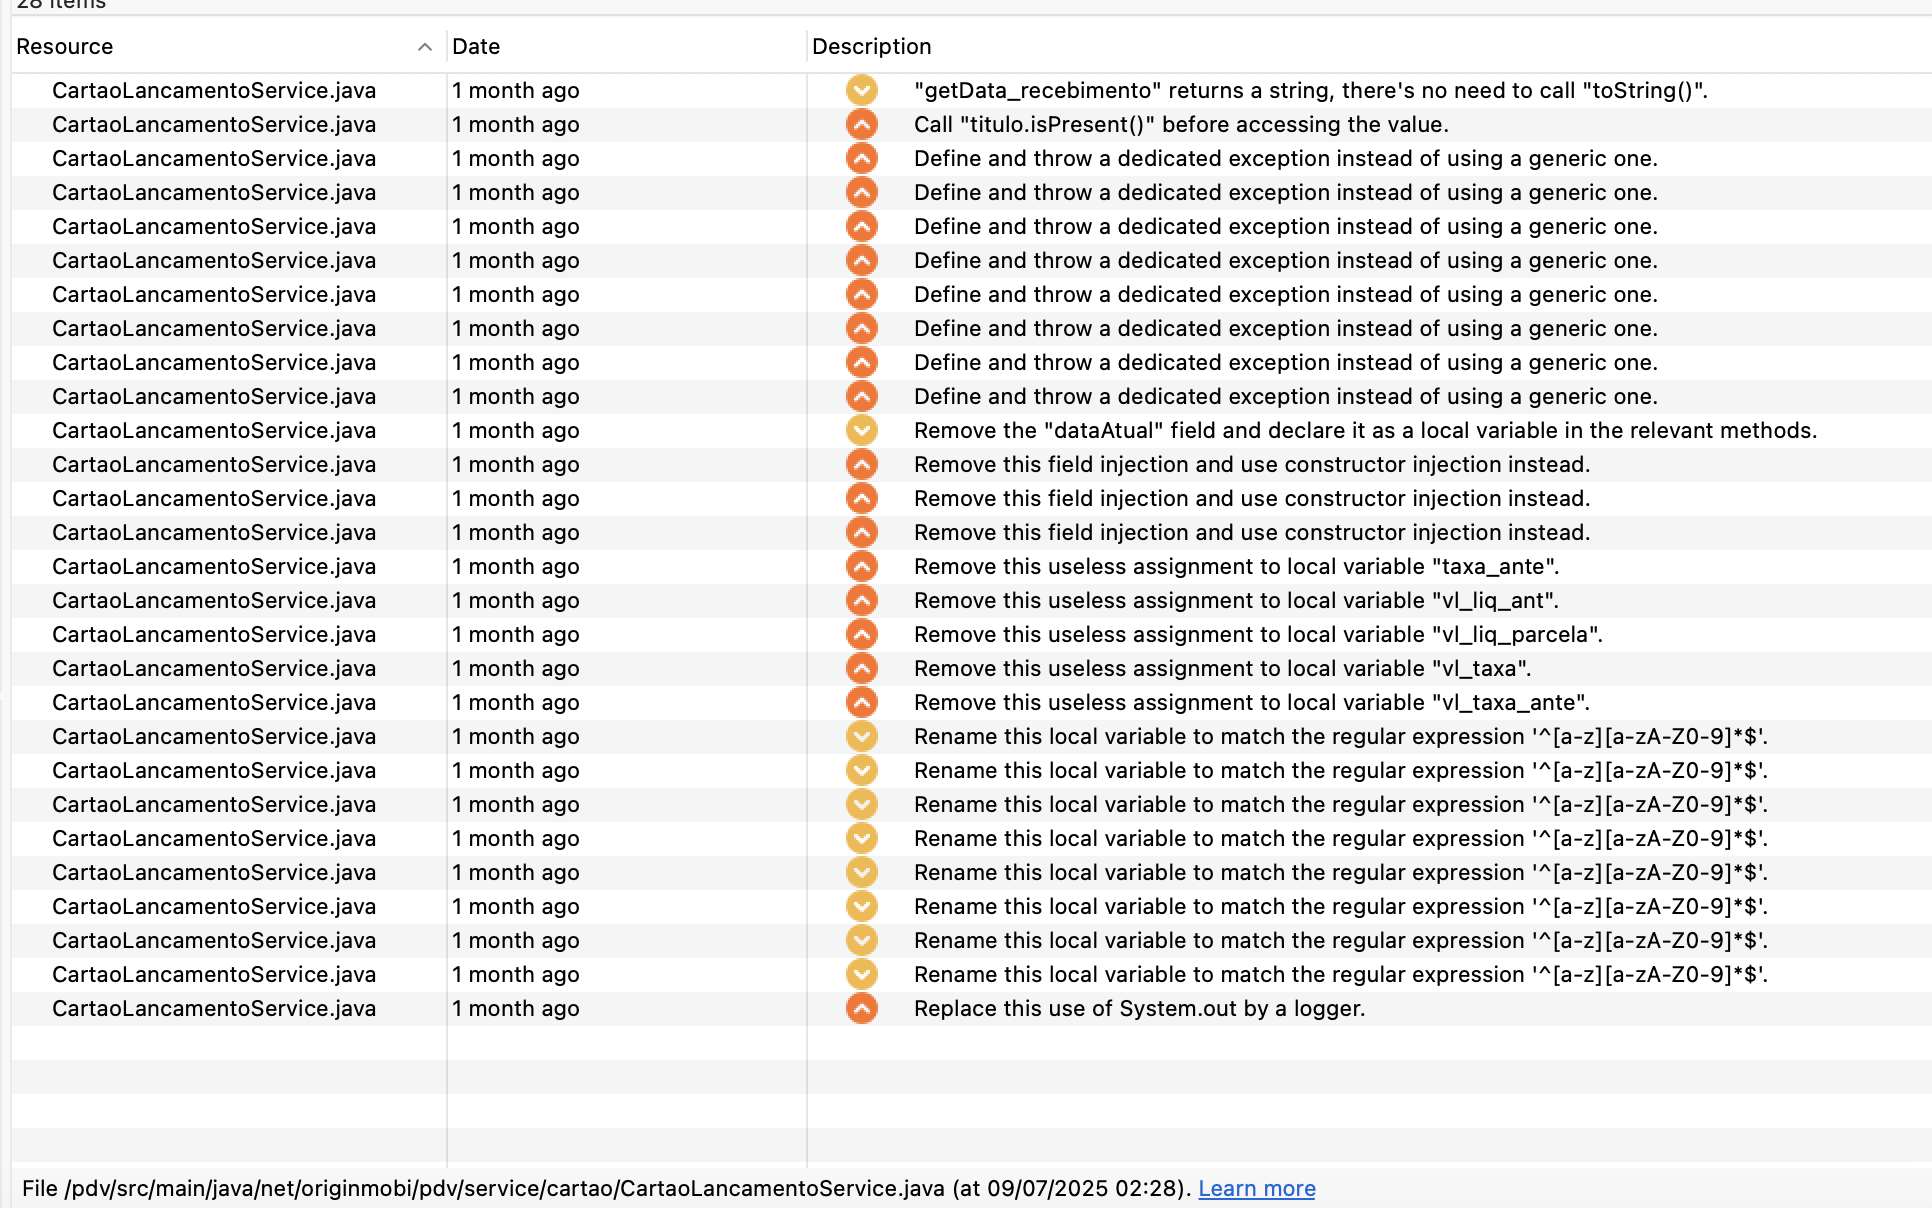 28 items
Resource Date Description
CartaoLancamentoService.java 1 month ago "getData_recebimento" returns a string, there's no need to call "toString()".
CartaoLancamentoService.java 1 month ago Call "titulo.isPresent()" before accessing the value.
CartaoLancamentoService.java 1 month ago Define and throw a dedicated exception instead of using a generic one.
CartaoLancamentoService.java 1 month ago Define and throw a dedicated exception instead of using a generic one.
CartaoLancamentoService.java 1 month ago Define and throw a dedicated exception instead of using a generic one.
CartaoLancamentoService.java 1 month ago Define and throw a dedicated exception instead of using a generic one.
CartaoLancamentoService.java 1 month ago Define and throw a dedicated exception instead of using a generic one.
CartaoLancamentoService.java 1 month ago Define and throw a dedicated exception instead of using a generic one.
CartaoLancamentoService.java 1 month ago Define and throw a dedicated exception instead of using a generic one.
CartaoLancamentoService.java 1 month ago Define and throw a dedicated exception instead of using a generic one.
CartaoLancamentoService.java 1 month ago Remove the "dataAtual" field and declare it as a local variable in the relevant methods.
CartaoLancamentoService.java 1 month ago Remove this field injection and use constructor injection instead.
CartaoLancamentoService.java 1 month ago Remove this field injection and use constructor injection instead.
CartaoLancamentoService.java 1 month ago Remove this field injection and use constructor injection instead.
CartaoLancamentoService.java 1 month ago Remove this useless assignment to local variable "taxa_ante".
CartaoLancamentoService.java 1 month ago Remove this useless assignment to local variable "vl_liq_ant".
CartaoLancamentoService.java 1 month ago Remove this useless assignment to local variable "vl_liq_parcela".
CartaoLancamentoService.java 1 month ago Remove this useless assignment to local variable "vl_taxa".
CartaoLancamentoService.java 1 month ago Remove this useless assignment to local variable "vl_taxa_ante".
CartaoLancamentoService.java 1 month ago Rename this local variable to match the regular expression '^[a-z][a-zA-Z0-9]*$'.
CartaoLancamentoService.java 1 month ago Rename this local variable to match the regular expression '^[a-z][a-zA-Z0-9]*$'.
CartaoLancamentoService.java 1 month ago Rename this local variable to match the regular expression '^[a-z][a-zA-Z0-9]*$'.
CartaoLancamentoService.java 1 month ago Rename this local variable to match the regular expression '^[a-z][a-zA-Z0-9]*$'.
CartaoLancamentoService.java 1 month ago Rename this local variable to match the regular expression '^[a-z][a-zA-Z0-9]*$'.
CartaoLancamentoService.java 1 month ago Rename this local variable to match the regular expression '^[a-z][a-zA-Z0-9]*$'.
CartaoLancamentoService.java 1 month ago Rename this local variable to match the regular expression '^[a-z][a-zA-Z0-9]*$'.
CartaoLancamentoService.java 1 month ago Rename this local variable to match the regular expression '^[a-z][a-zA-Z0-9]*$'.
CartaoLancamentoService.java 1 month ago Replace this use of System.out by a logger.
File /pdv/src/main/java/net/originmobi/pdv/service/cartao/CartaoLancamentoService.java (at 09/07/2025 02:28). Learn more